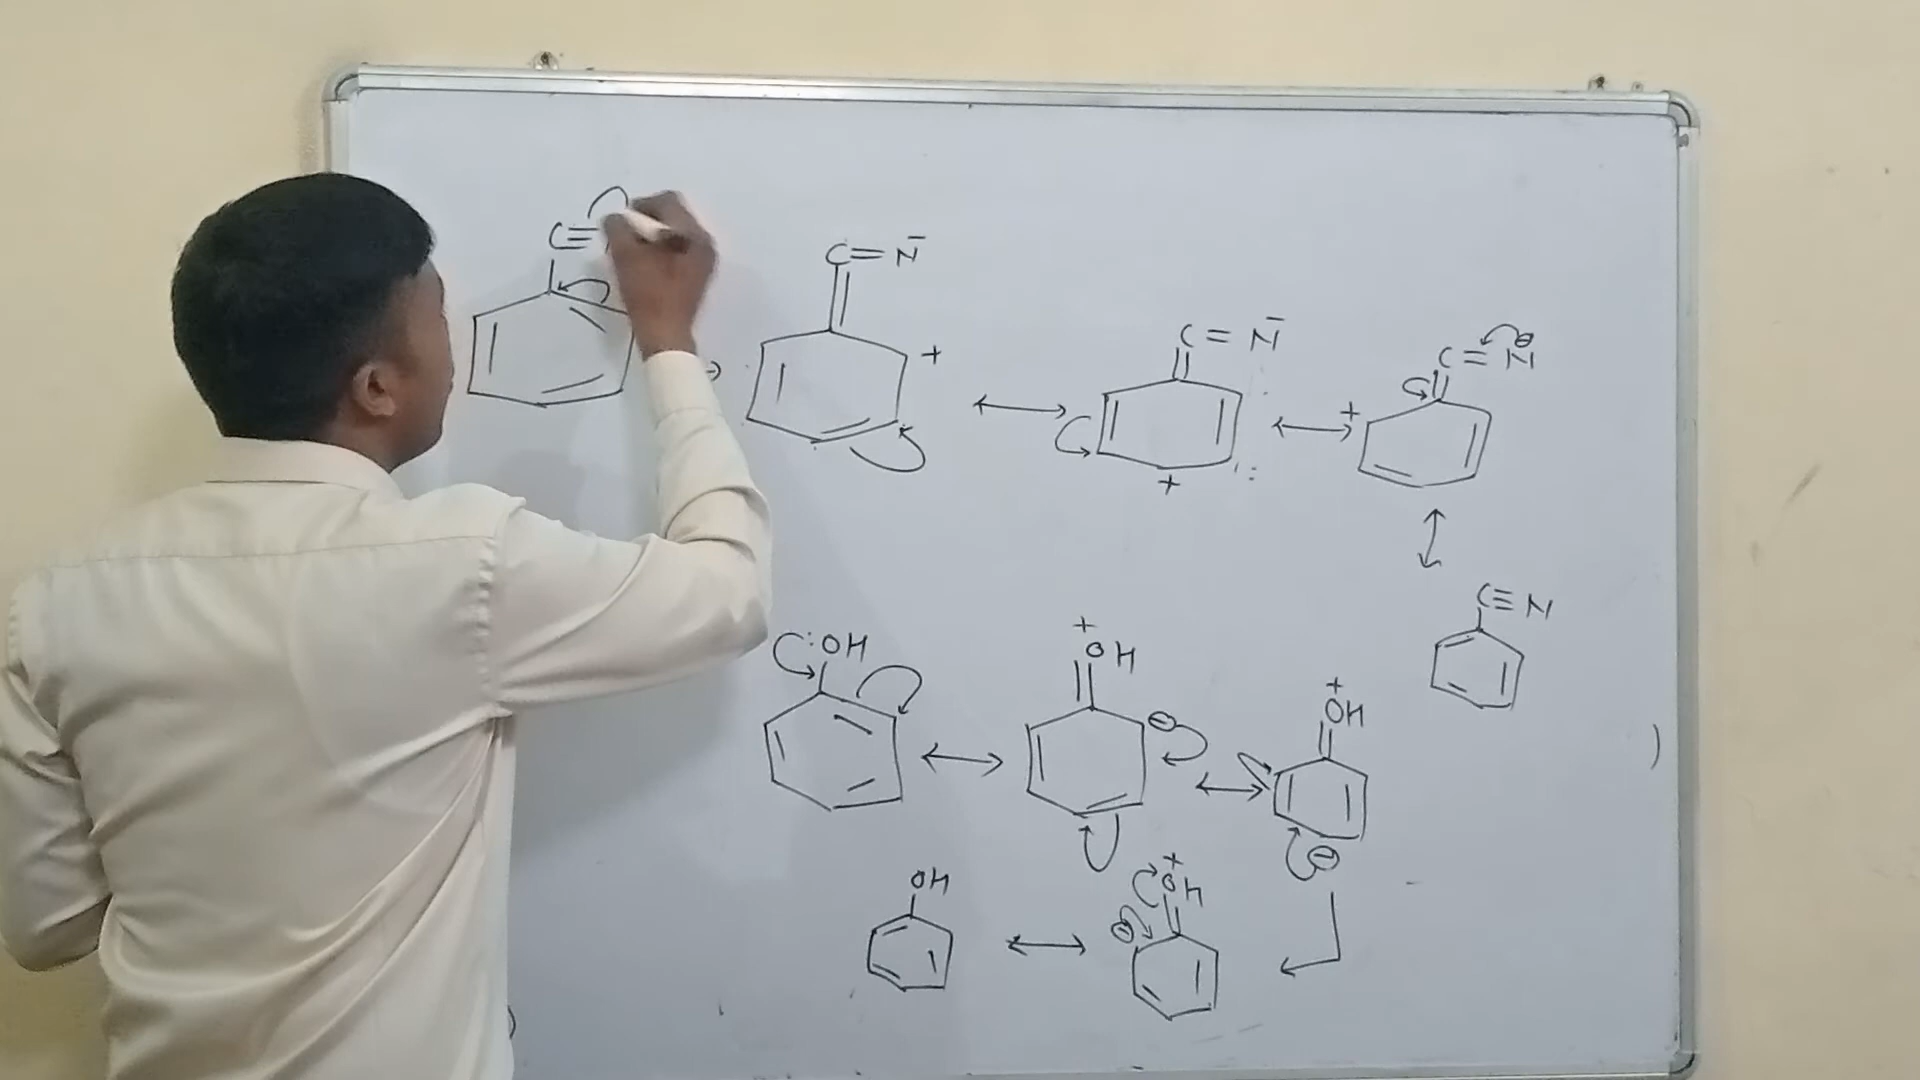 C≡
C=N̄
+
C=N̄
+
C=N
⊖
+
C≡N
:OH
+
OH
⊖
+
OH
⊖
OH
+
OH
⊖